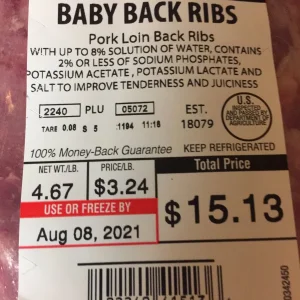 BABY BACK RIBS
Pork Loin Back Ribs
WITH UP TO 8% SOLUTION OF WATER, CONTAINS
2% OR LESS OF SODIUM PHOSPHATES,
POTASSIUM ACETATE, POTASSIUM LACTATE AND
SALT TO IMPROVE TENDERNESS AND JUICINESS
2240 PLU 05072
TARE 0.08 S 5 1194 11:18
EST.
18079
U.S.
INSPECTED
AND PASSED BY
DEPARTMENT OF
AGRICULTURE
100% Money-Back Guarantee
KEEP REFRIGERATED
NET WT./LB. PRICE/LB. Total Price
4.67 $3.24 $15.13
USE OR FREEZE BY
Aug 08, 2021